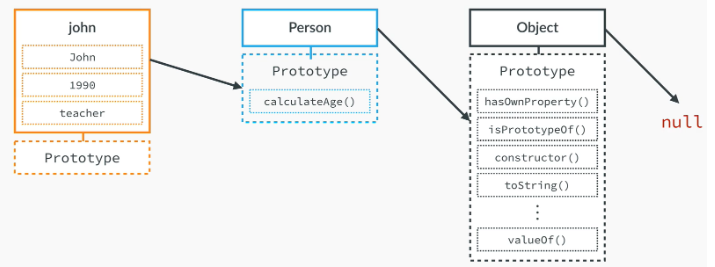 john
John
1990
teacher
Prototype
Person
Prototype
calculateAge()
Object
Prototype
hasOwnProperty()
isPrototypeOf()
constructor()
toString()
⋮
valueOf()
null